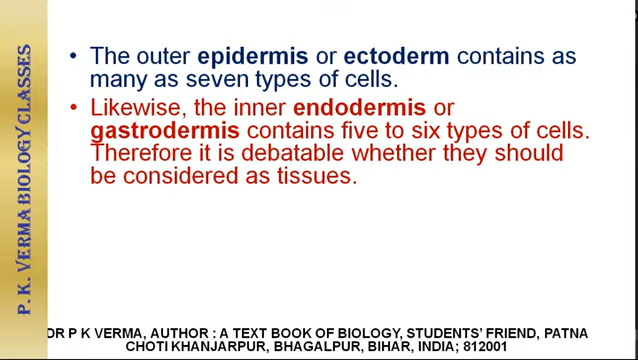 P. K. VERMA BIOLOGY CLASSES
• The outer epidermis or ectoderm contains as
many as seven types of cells.
• Likewise, the inner endodermis or
gastrodermis contains five to six types of cells.
Therefore it is debatable whether they should
be considered as tissues.
DR P K VERMA, AUTHOR : A TEXT BOOK OF BIOLOGY, STUDENTS' FRIEND, PATNA
CHOTI KHANJARPUR, BHAGALPUR, BIHAR, INDIA; 812001